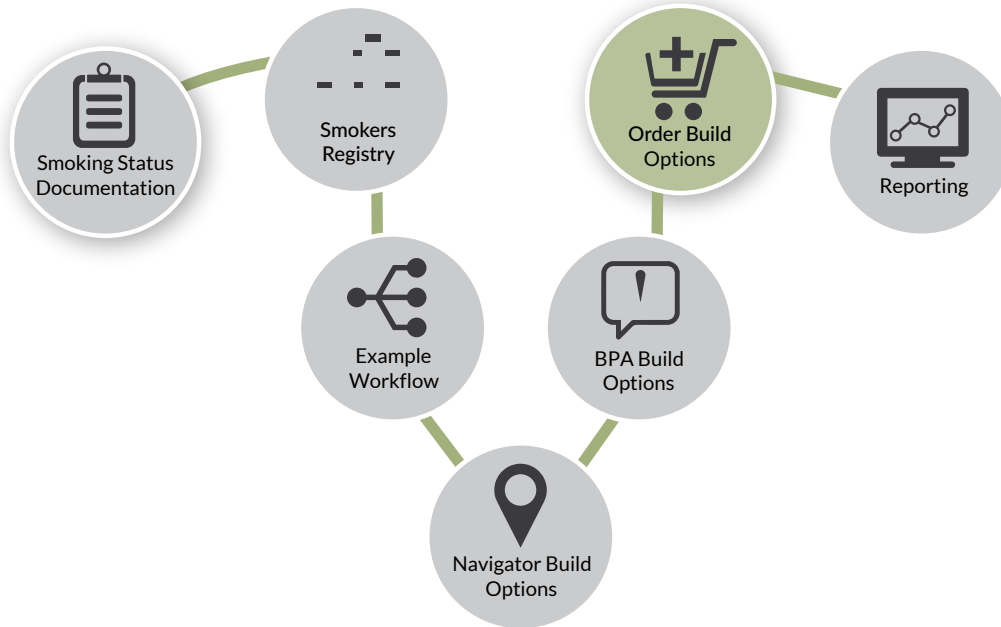 Smoking Status
Documentation
Smokers
Registry
Example
Workflow
Navigator Build
Options
BPA Build
Options
Order Build
Options
Reporting